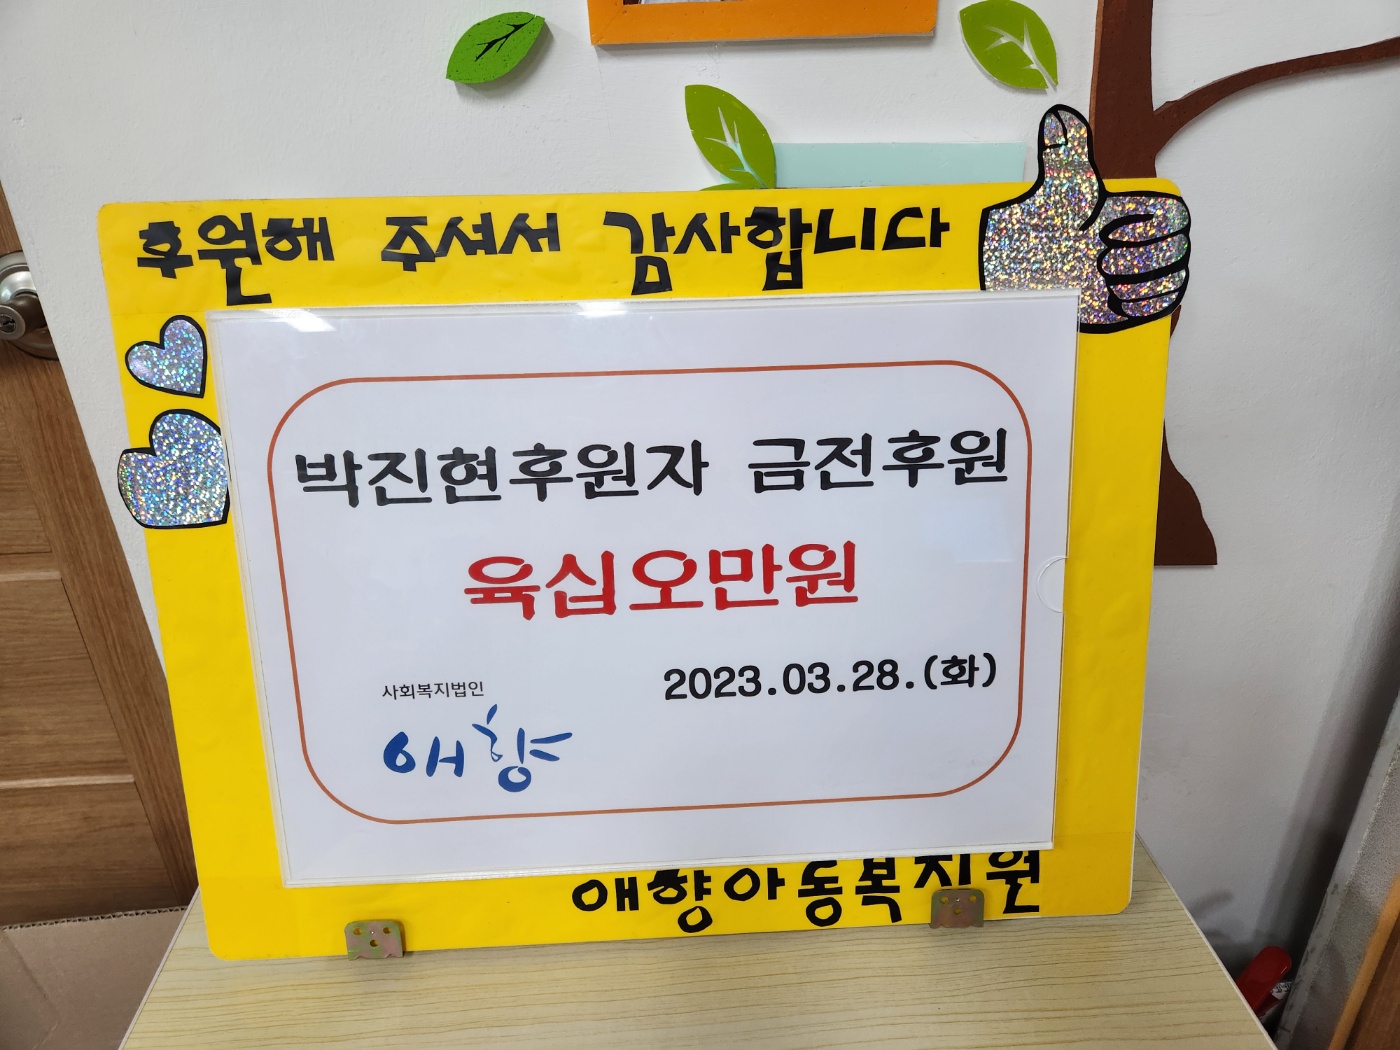 후원해 주셔서 감사합니다
박진현후원자 금전후원
육십오만원
2023.03.28.(화)
사회복지법인
애향
애향아동복지원